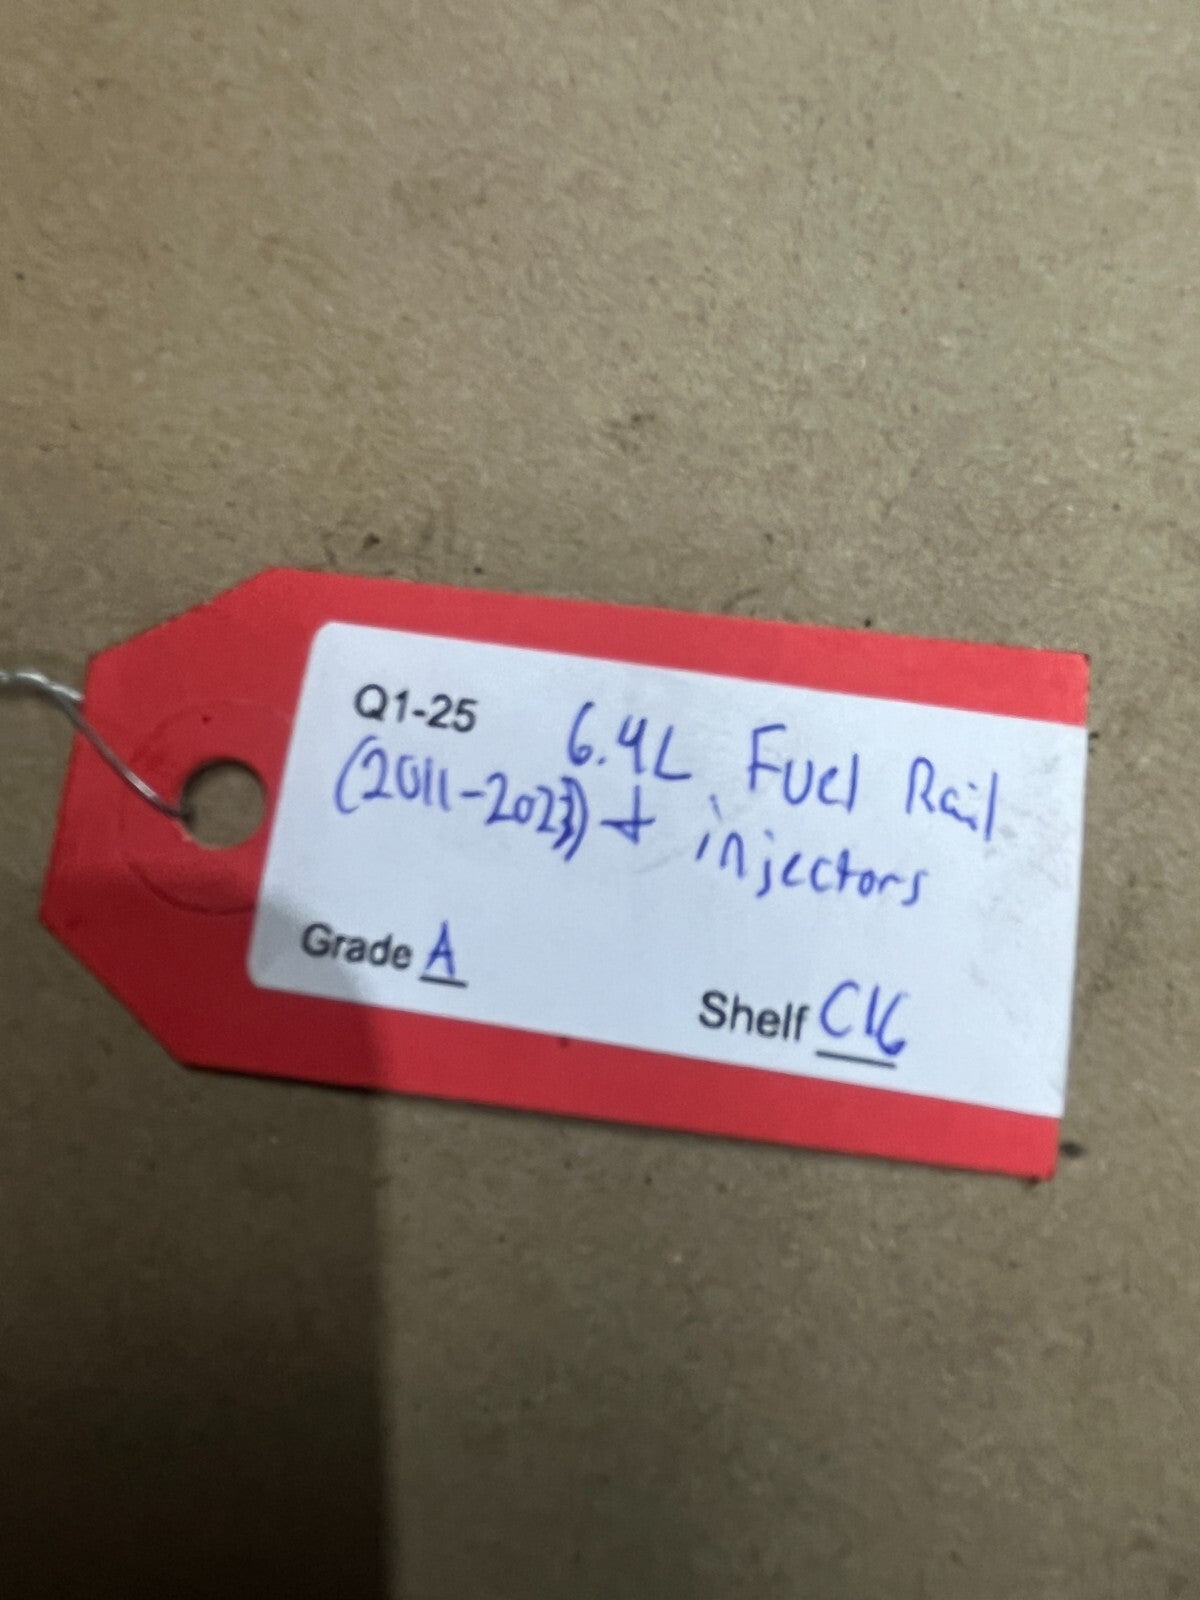 Q1-25 6.4L Fuel Rail
(2011-2023) + injectors
Grade A
Shelf C16